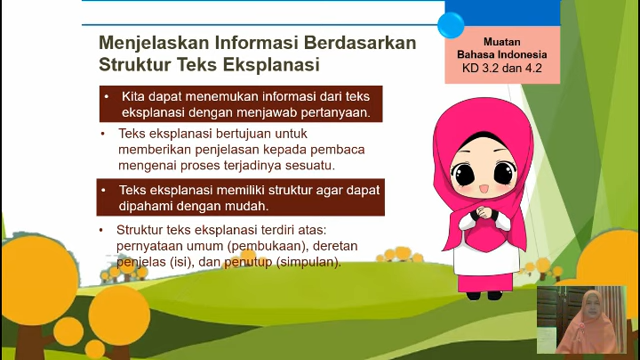 Menjelaskan Informasi Berdasarkan
Struktur Teks Eksplanasi
Muatan
Bahasa Indonesia
KD 3.2 dan 4.2
• Kita dapat menemukan informasi dari teks
eksplanasi dengan menjawab pertanyaan.
• Teks eksplanasi bertujuan untuk
memberikan penjelasan kepada pembaca
mengenai proses terjadinya sesuatu.
• Teks eksplanasi memiliki struktur agar dapat
dipahami dengan mudah.
• Struktur teks eksplanasi terdiri atas:
pernyataan umum (pembukaan), deretan
penjelas (isi), dan penutup (simpulan).